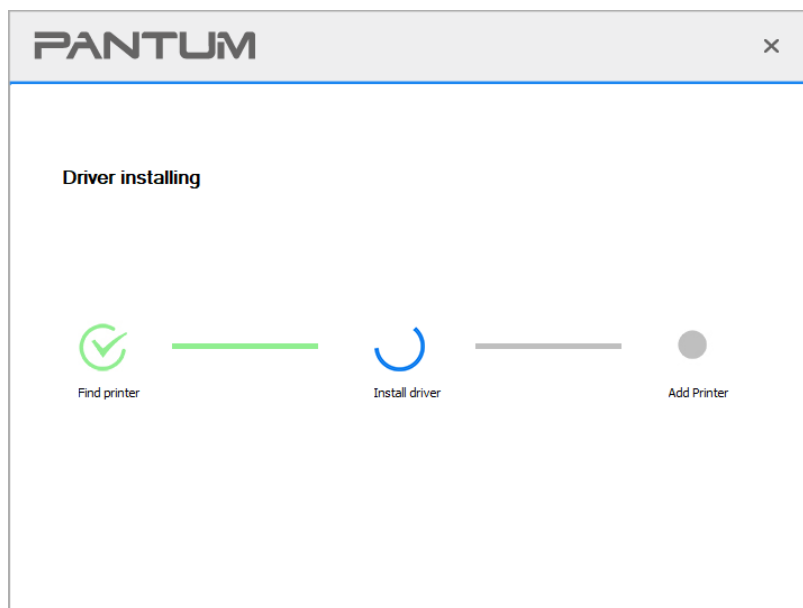 PANTUM
Driver installing
Find printer
Install driver
Add Printer